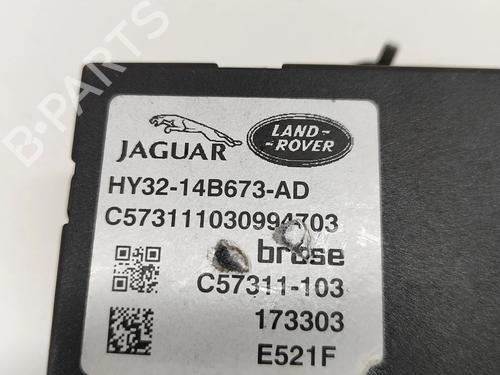 B-PARTS
JAGUAR
LAND-
-ROVER
HY32-14B673-AD
C573111030994703
brose
C57311-103
173303
E521F